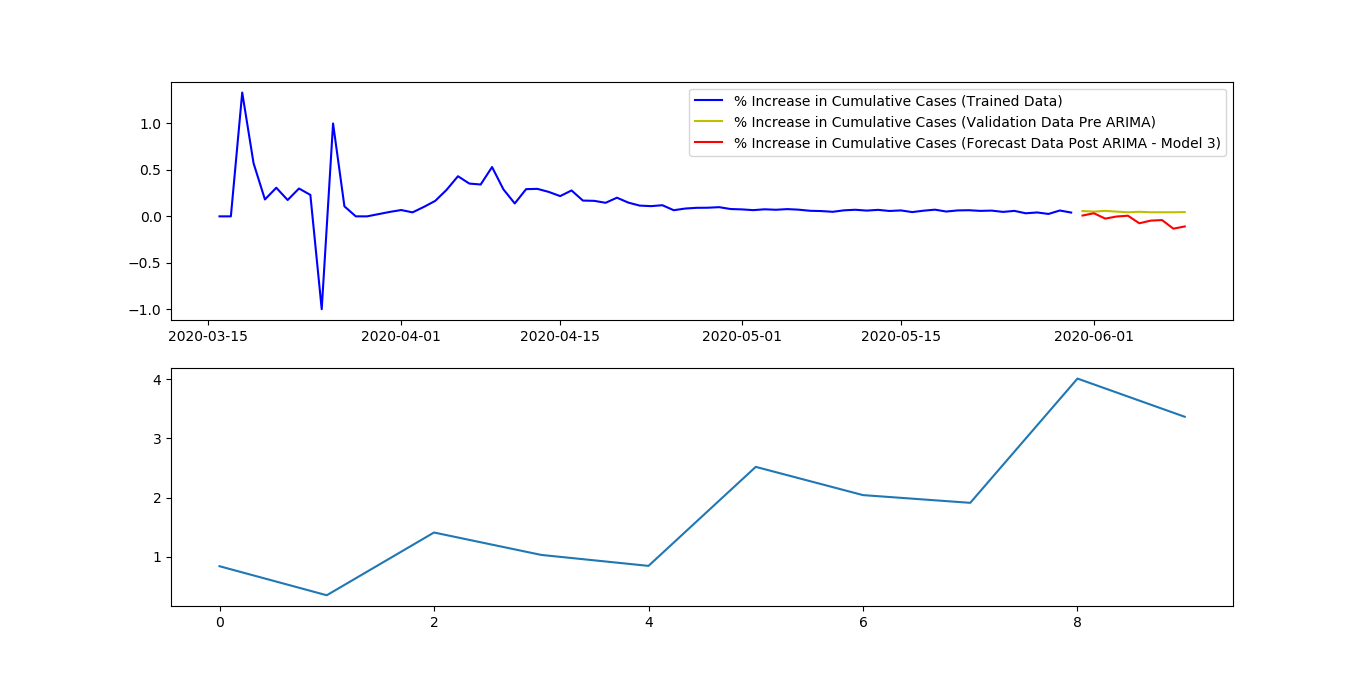 % Increase in Cumulative Cases (Trained Data)
% Increase in Cumulative Cases (Validation Data Pre ARIMA)
% Increase in Cumulative Cases (Forecast Data Post ARIMA - Model 3)
1.0
0.5
0.0
−0.5
−1.0
2020-03-15 2020-04-01 2020-04-15 2020-05-01 2020-05-15 2020-06-01
4
3
2
1
0 2 4 6 8